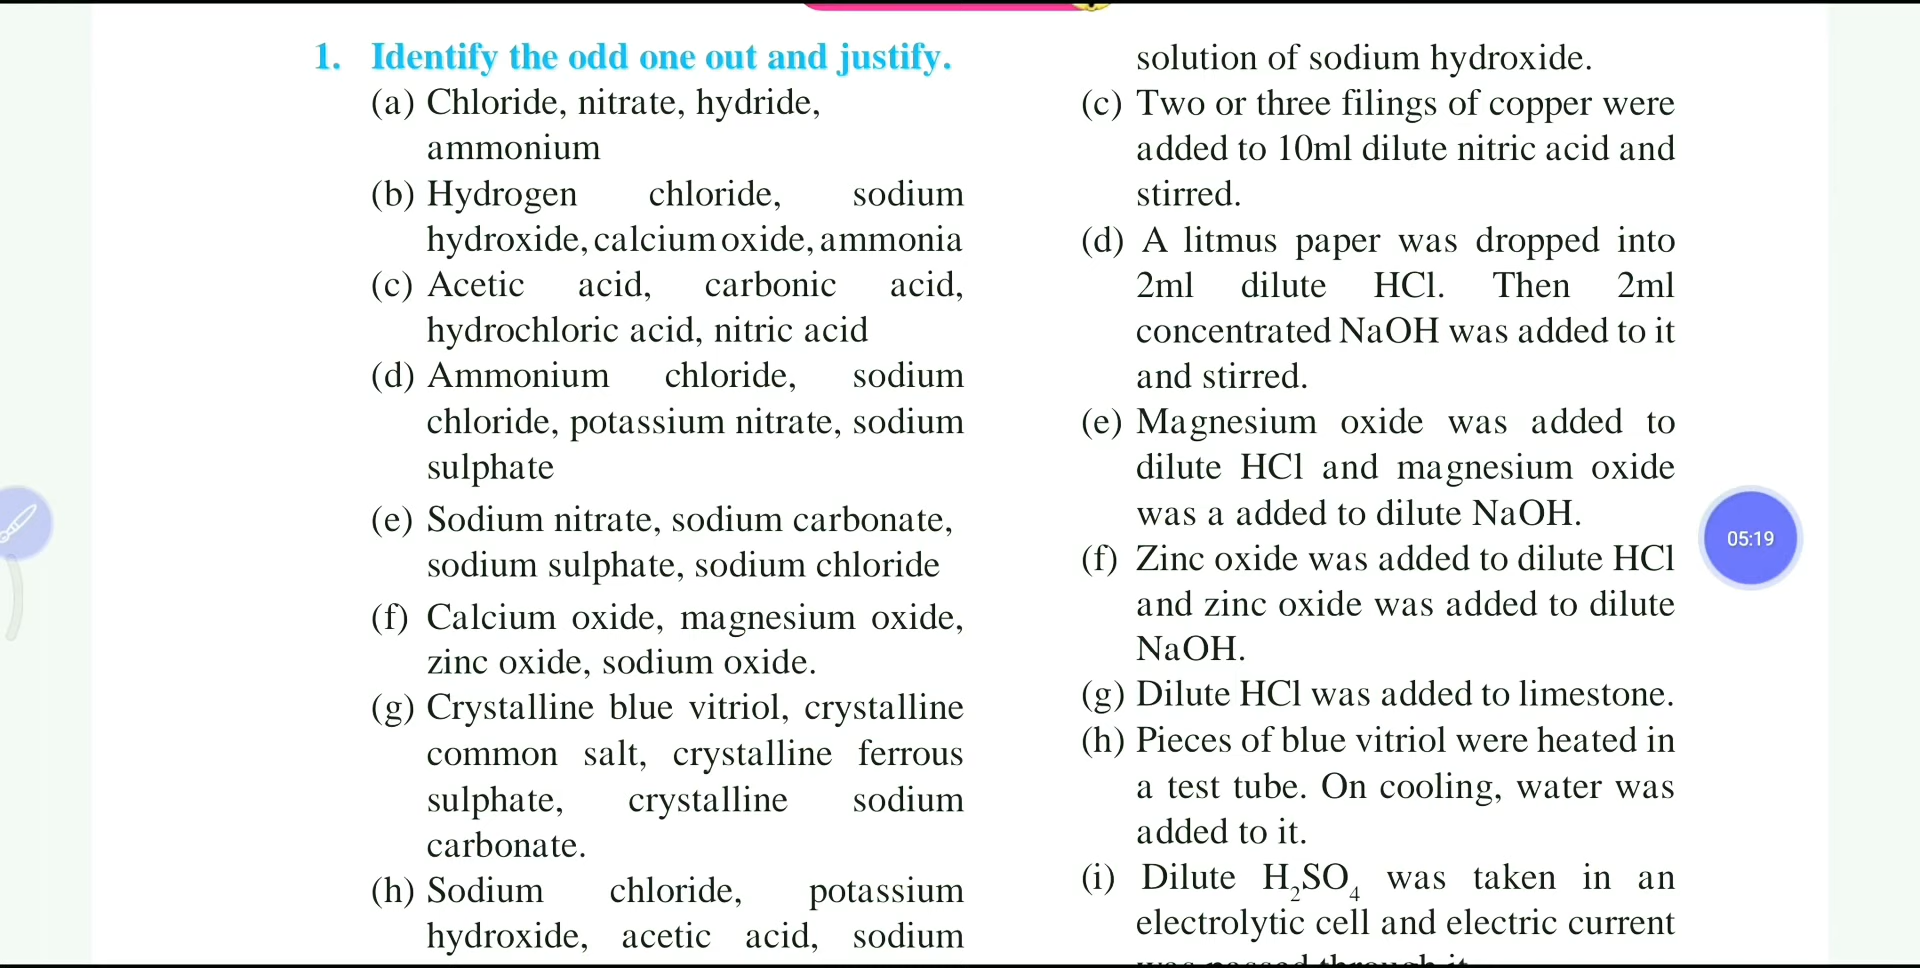 1. Identify the odd one out and justify.
(a) Chloride, nitrate, hydride,
ammonium
(b) Hydrogen chloride, sodium
hydroxide, calcium oxide, ammonia
(c) Acetic acid, carbonic acid,
hydrochloric acid, nitric acid
(d) Ammonium chloride, sodium
chloride, potassium nitrate, sodium
sulphate
(e) Sodium nitrate, sodium carbonate,
sodium sulphate, sodium chloride
(f) Calcium oxide, magnesium oxide,
zinc oxide, sodium oxide.
(g) Crystalline blue vitriol, crystalline
common salt, crystalline ferrous
sulphate, crystalline sodium
carbonate.
(h) Sodium chloride, potassium
hydroxide, acetic acid, sodium
solution of sodium hydroxide.
(c) Two or three filings of copper were
added to 10ml dilute nitric acid and
stirred.
(d) A litmus paper was dropped into
2ml dilute HCl. Then 2ml
concentrated NaOH was added to it
and stirred.
(e) Magnesium oxide was added to
dilute HCl and magnesium oxide
was a added to dilute NaOH.
(f) Zinc oxide was added to dilute HCl
and zinc oxide was added to dilute
NaOH.
(g) Dilute HCl was added to limestone.
(h) Pieces of blue vitriol were heated in
a test tube. On cooling, water was
added to it.
(i) Dilute H₂SO₄ was taken in an
electrolytic cell and electric current
was passed through it.
05:19